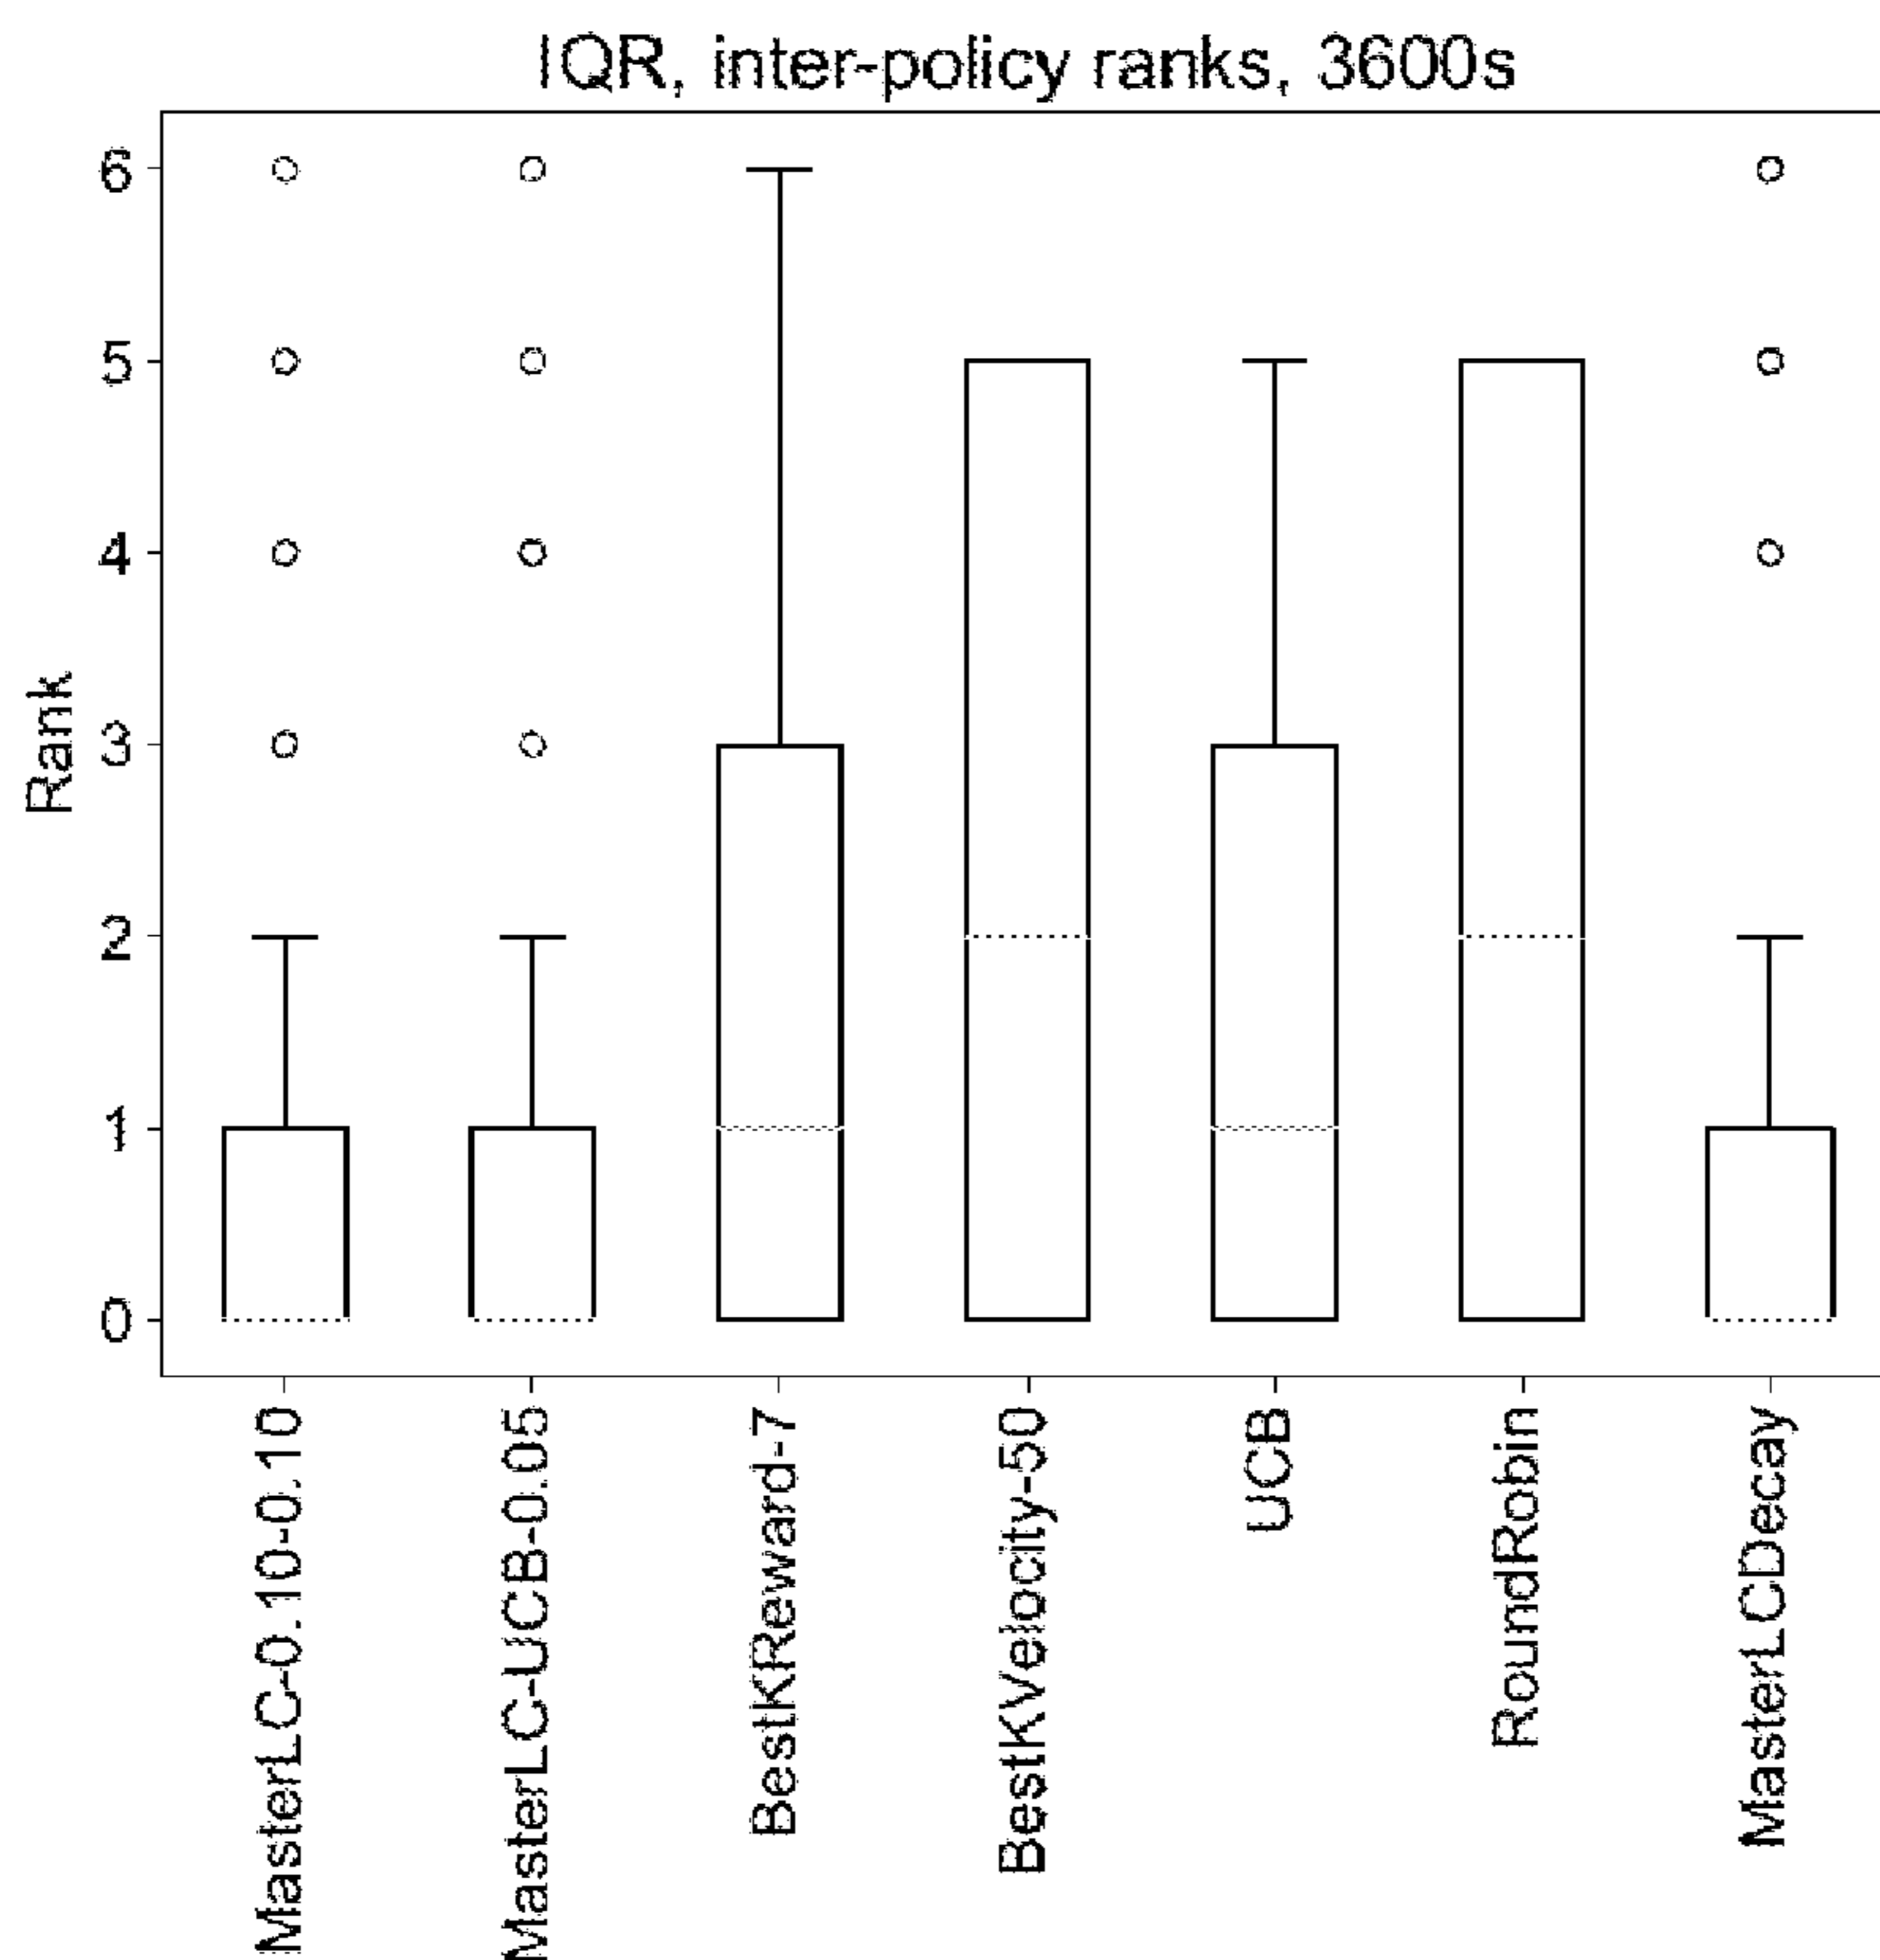 IQR, inter-policy ranks, 3600s
6
5
4
3
2
1
0
Rank
MasterLC-0.10-0.10
MasterLC-UCB-0.05
BestKReward-7
BestKVelocity-50
UCB
RoundRobin
MasterLCDecay